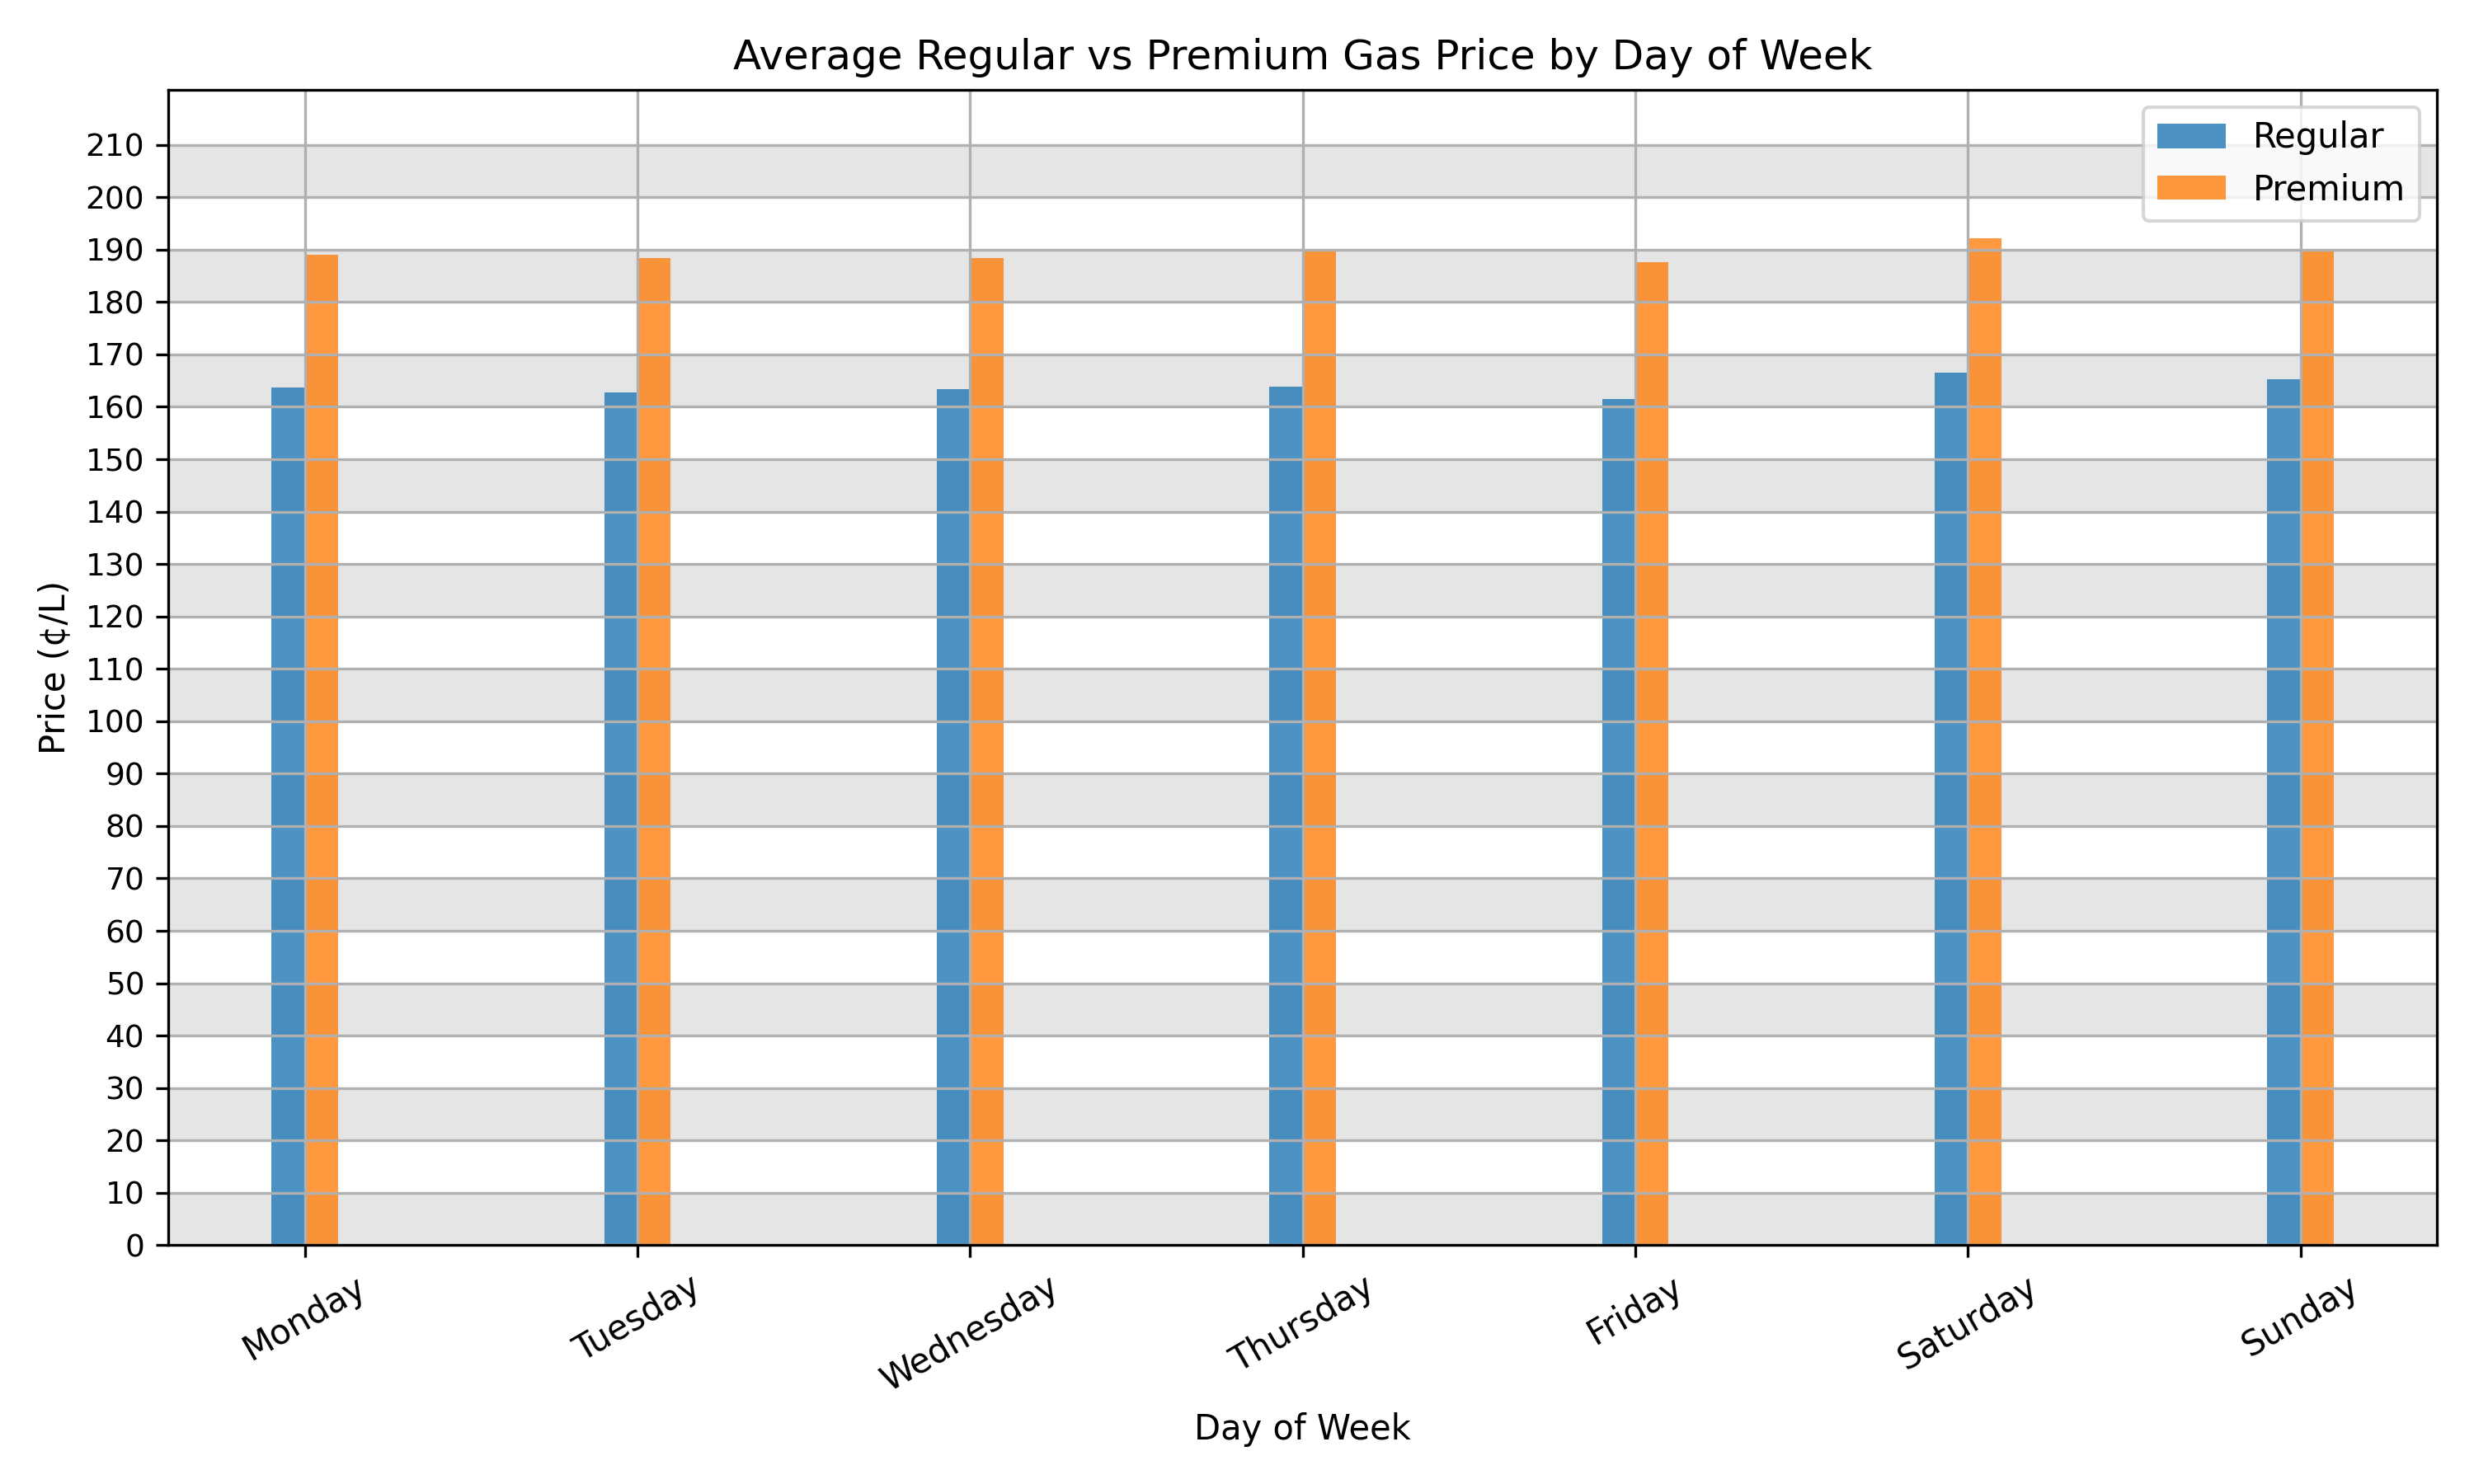 Average Regular vs Premium Gas Price by Day of Week
Regular
Premium
Price (¢/L)
210
200
190
180
170
160
150
140
130
120
110
100
90
80
70
60
50
40
30
20
10
0
Monday
Tuesday
Wednesday
Thursday
Friday
Saturday
Sunday
Day of Week